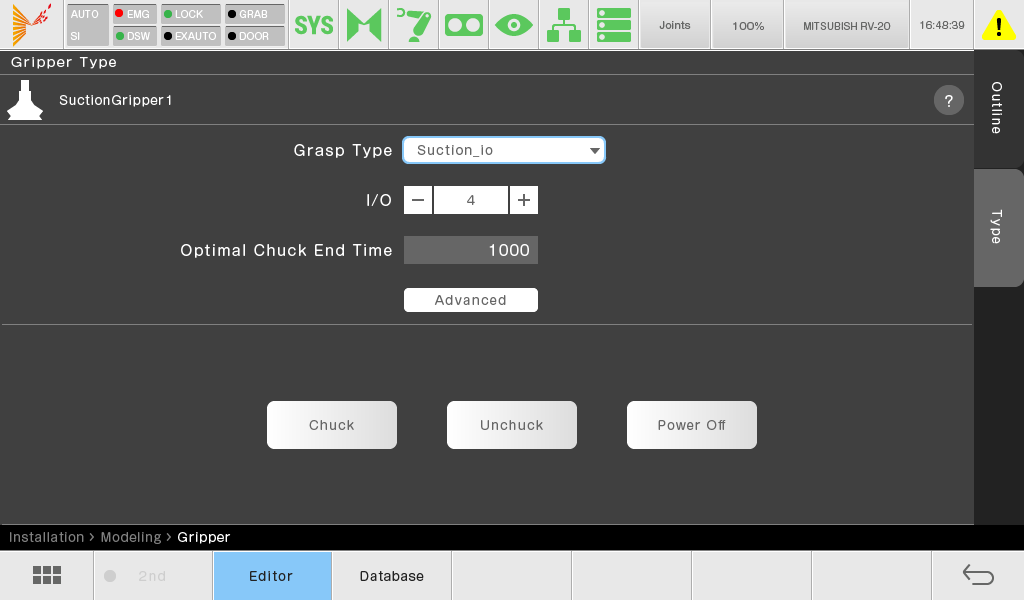 AUTO EMG LOCK GRAB
SI DSW EXAUTO DOOR
SYS
Joints
100%
MITSUBISH RV-20
16:48:39
Gripper Type
SuctionGripper1
?
Outline
Type
Grasp Type Suction_io
I/O − 4 +
Optimal Chuck End Time 1000
Advanced
Chuck Unchuck Power Off
Installation > Modeling > Gripper
2nd Editor Database